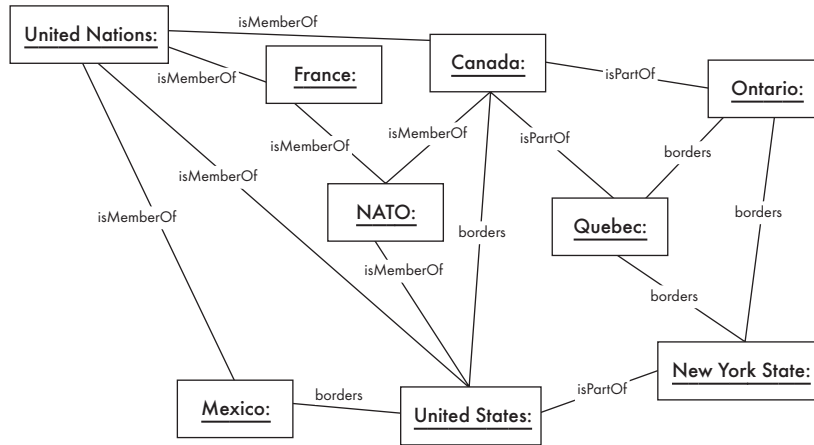 isMemberOf
United Nations:
isMemberOf
France:
Canada:
isPartOf
Ontario:
isMemberOf
isMemberOf
isPartOf
borders
isMemberOf
NATO:
Quebec:
borders
isMemberOf
borders
isMemberOf
borders
Mexico:
borders
United States:
isPartOf
New York State: